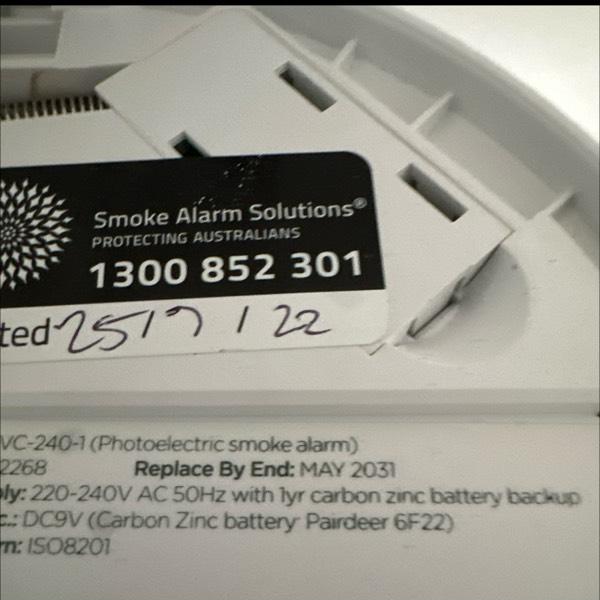 Smoke Alarm Solutions®
PROTECTING AUSTRALIANS
1300 852 301
ted 25/7/22
VC-240-1 (Photoelectric smoke alarm)
2268 Replace By End: MAY 2031
ly: 220-240V AC 50Hz with 1yr carbon zinc battery backup
c.: DC9V (Carbon Zinc battery Pairdeer 6F22)
rn: ISO8201